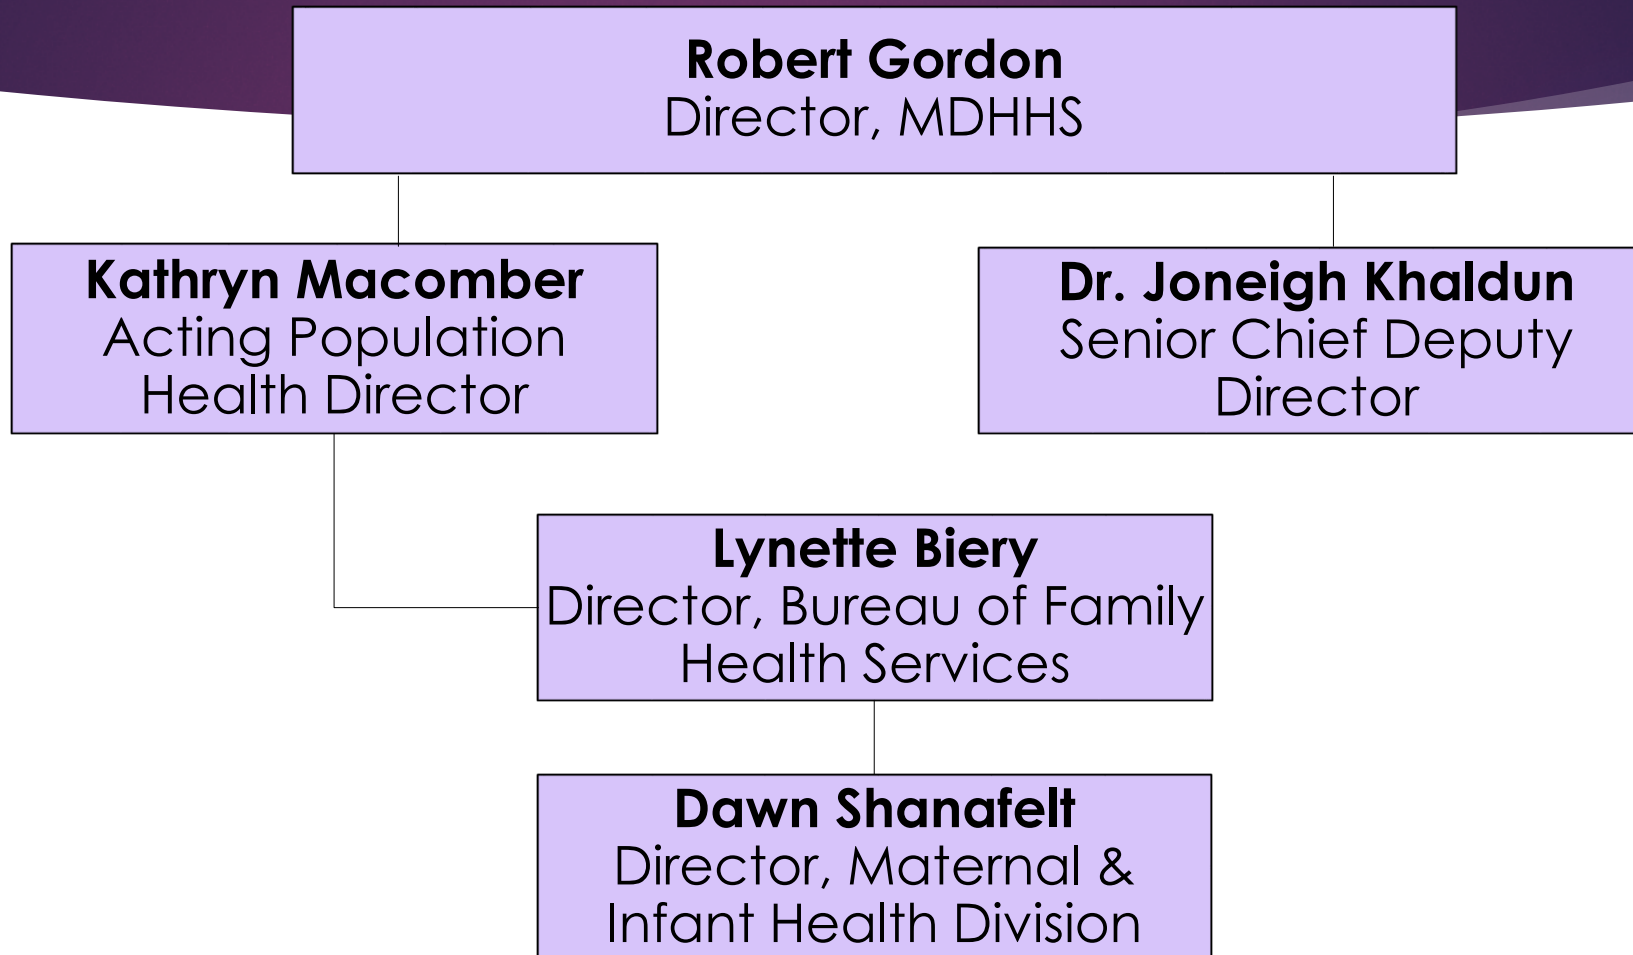 Robert Gordon
Director, MDHHS
Kathryn Macomber
Acting Population
Health Director
Dr. Joneigh Khaldun
Senior Chief Deputy
Director
Lynette Biery
Director, Bureau of Family
Health Services
Dawn Shanafelt
Director, Maternal &
Infant Health Division